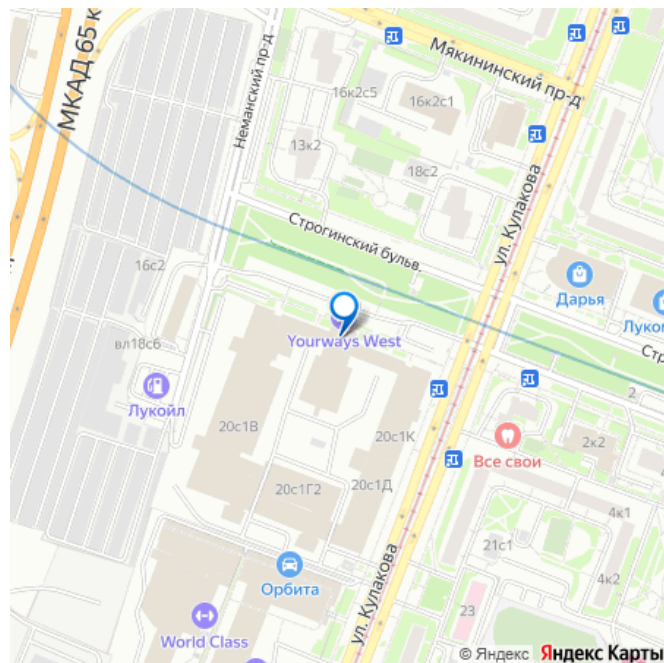 МКАД 65 к
Неманский пр-д
Мякининский пр-д
16к2с5
16к2с1
13к2
18с2
ул. Кулакова
Строгинский бульв.
16с2
Дарья
Луком
Стро
вл18с6
Yourways West
Лукойл
2
20с1В
20с1К
2к2
Все свои
20с1Г2
20с1Д
4к1
21с1
Орбита
4к2
ул. Кулакова
23
World Class
© Яндекс Яндекс Карты